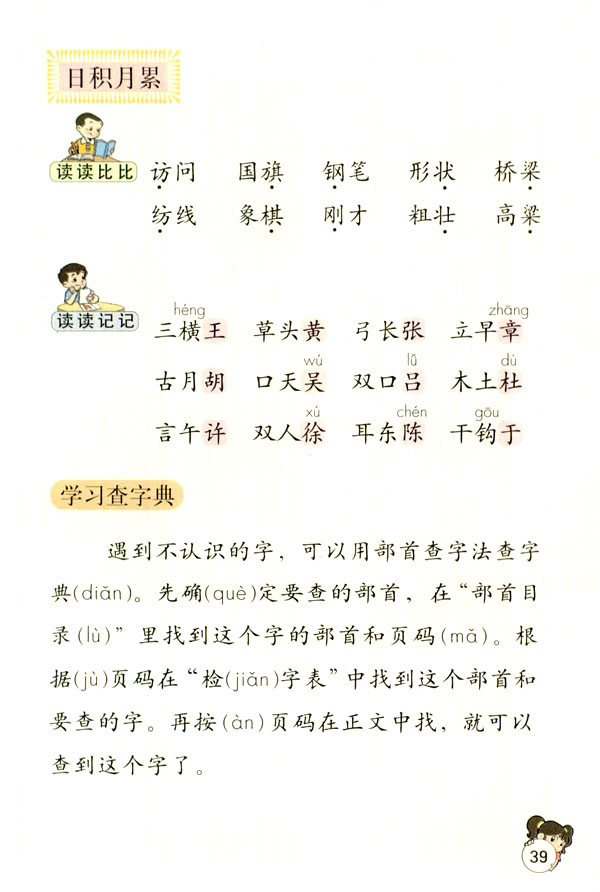 日积月累
读读比比
访问 国旗 钢笔 形状 桥梁
纺线 象棋 刚才 粗壮 高粱
读读记记
héng zhāng
三横王 草头黄 弓长张 立早章
wú lǚ dù
古月胡 口天吴 双口吕 木土杜
xú chén gōu
言午许 双人徐 耳东陈 干钩于
学习查字典
遇到不认识的字，可以用部首查字法查字
典(diǎn)。先确(què)定要查的部首，在“部首目
录(lù)”里找到这个字的部首和页码(mǎ)。根
据(jù)页码在“检(jiǎn)字表”中找到这个部首和
要查的字。再按(àn)页码在正文中找，就可以
查到这个字了。
39